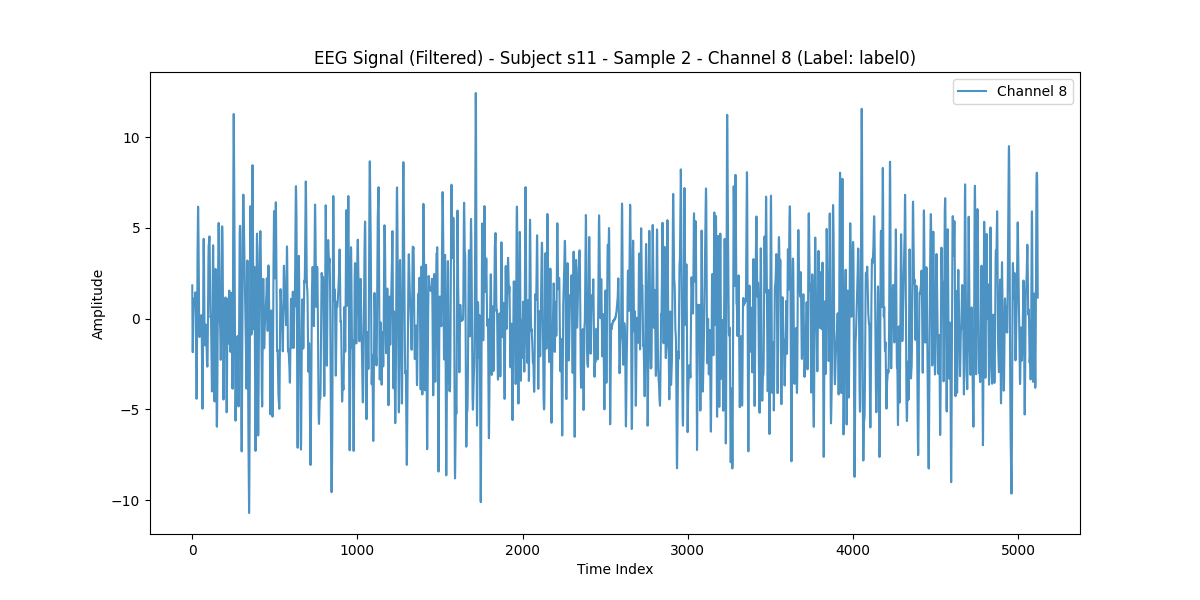 EEG Signal (Filtered) - Subject s11 - Sample 2 - Channel 8 (Label: label0)
Channel 8
10
5
0
−5
−10
Amplitude
0 1000 2000 3000 4000 5000
Time Index